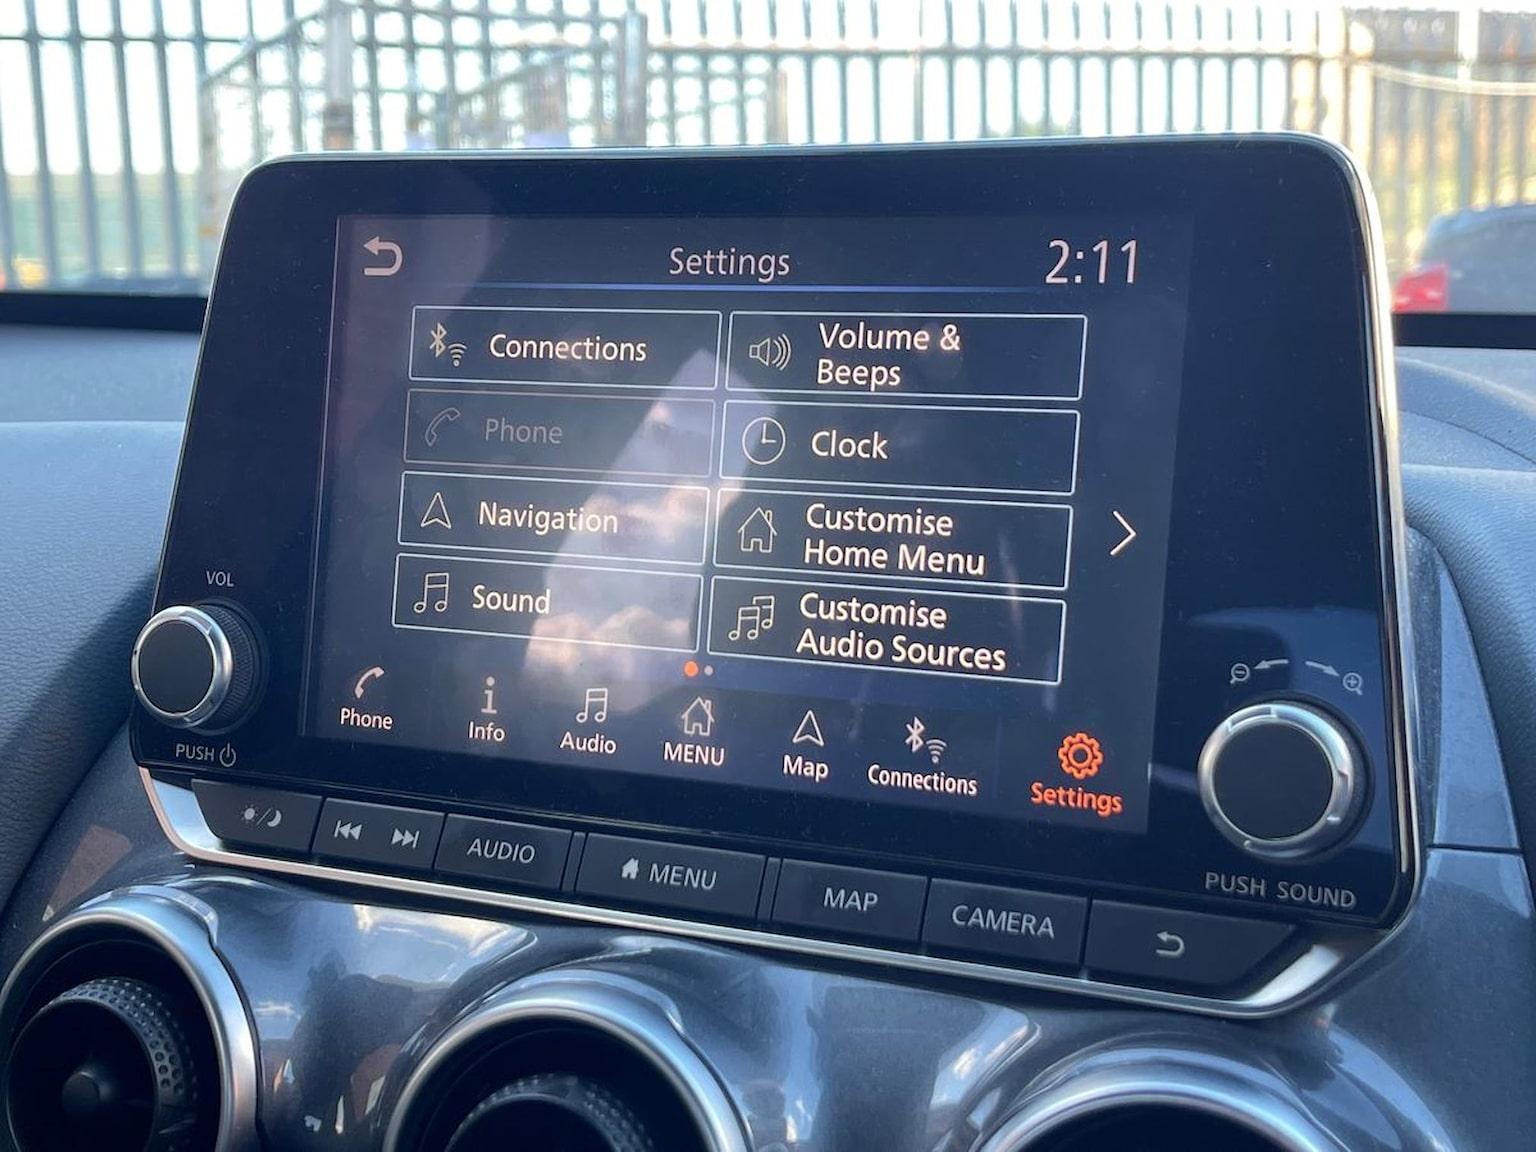 Settings
2:11
Connections
Volume &
Beeps
Phone
Clock
Navigation
Customise
Home Menu
Sound
Customise
Audio Sources
Phone
Info
Audio
MENU
Map
Connections
Settings
VOL
PUSH
PUSH SOUND
AUDIO
MENU
MAP
CAMERA